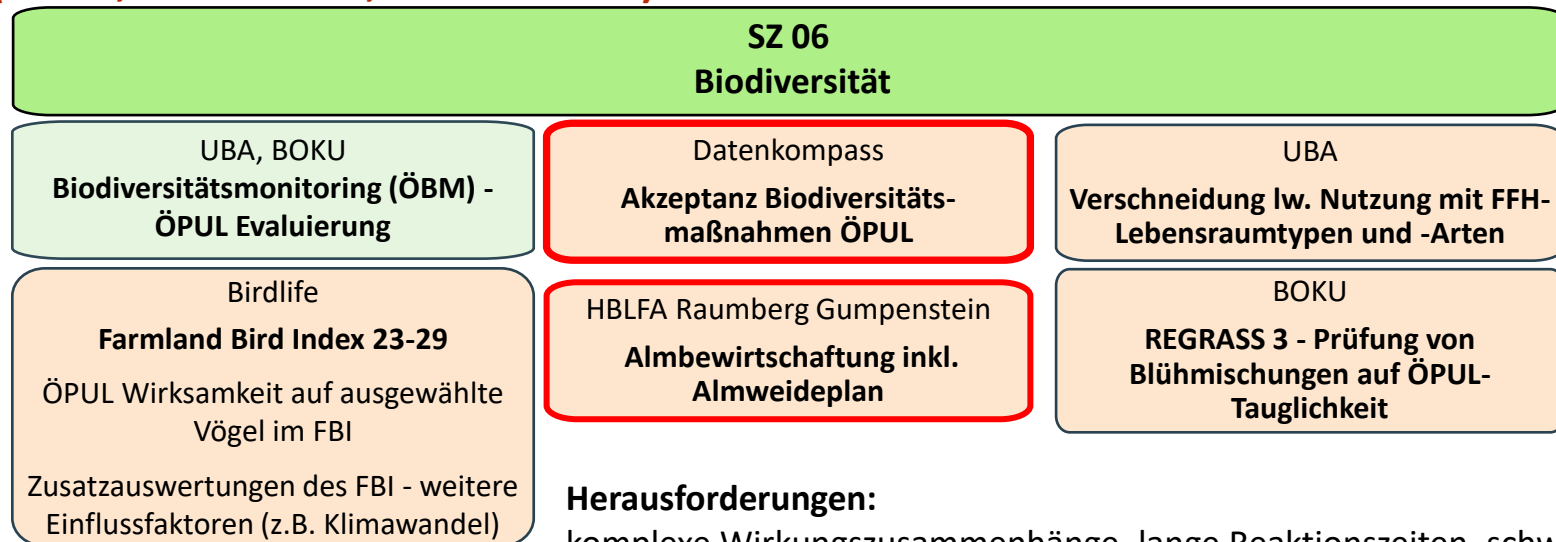 SZ 06
Biodiversität
UBA, BOKU
Biodiversitätsmonitoring (ÖBM) -
ÖPUL Evaluierung
Birdlife
Farmland Bird Index 23-29
ÖPUL Wirksamkeit auf ausgewählte
Vögel im FBI
Zusatzauswertungen des FBI - weitere
Einflussfaktoren (z.B. Klimawandel)
Datenkompass
Akzeptanz Biodiversitäts-
maßnahmen ÖPUL
HBLFA Raumberg Gumpenstein
Almbewirtschaftung inkl.
Almweideplan
UBA
Verschneidung lw. Nutzung mit FFH-
Lebensraumtypen und -Arten
BOKU
REGRASS 3 - Prüfung von
Blühmischungen auf ÖPUL-
Tauglichkeit
Herausforderungen:
komplexe Wirkungszusammenhänge, lange Reaktionszeiten, schw